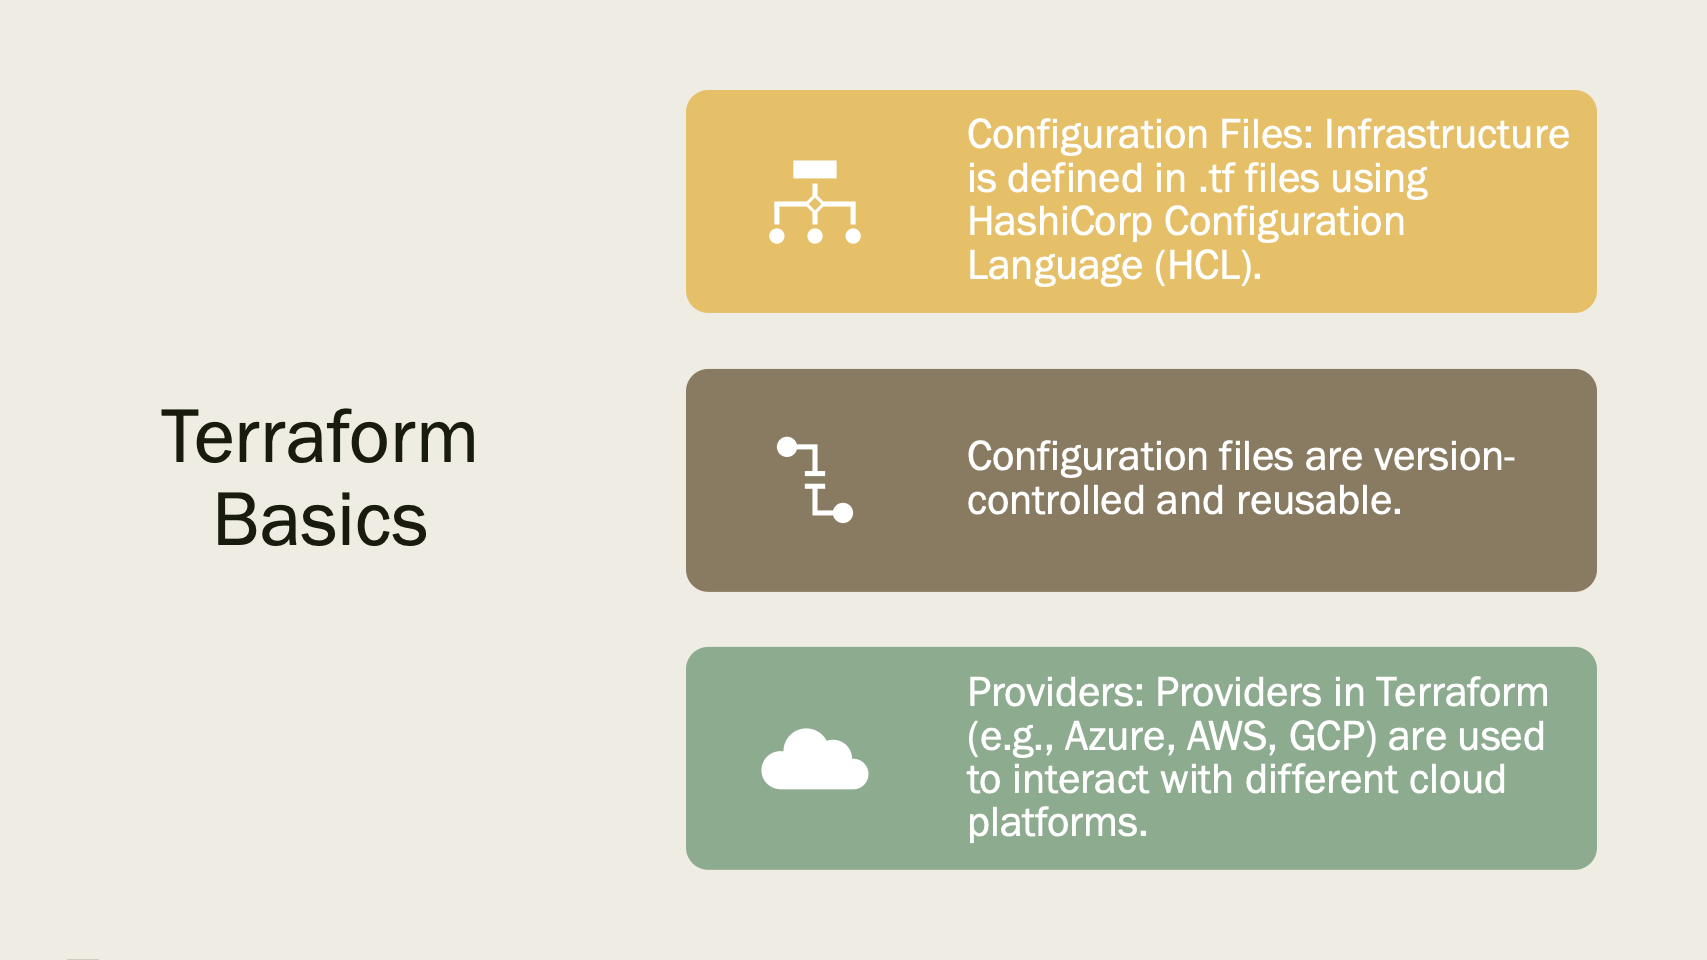 Terraform
Basics
Configuration Files: Infrastructure
is defined in .tf files using
HashiCorp Configuration
Language (HCL).
Configuration files are version-
controlled and reusable.
Providers: Providers in Terraform
(e.g., Azure, AWS, GCP) are used
to interact with different cloud
platforms.